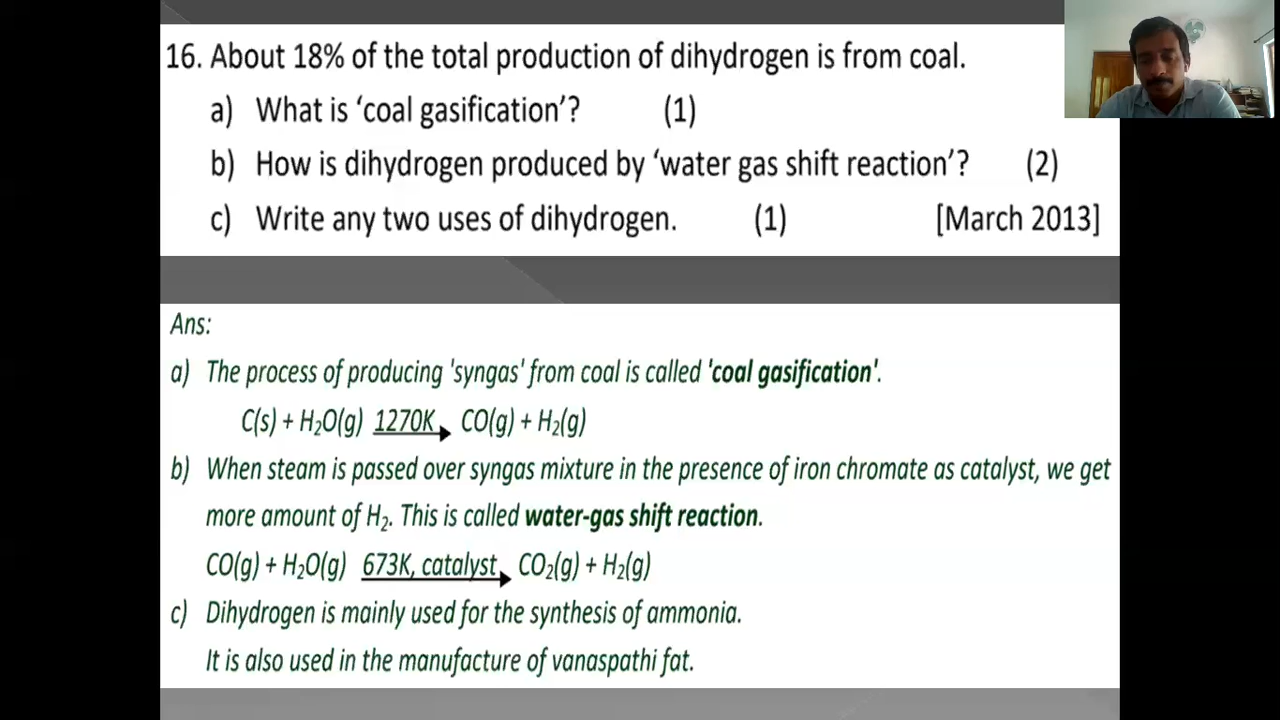 16. About 18% of the total production of dihydrogen is from coal.
a) What is ‘coal gasification’? (1)
b) How is dihydrogen produced by ‘water gas shift reaction’? (2)
c) Write any two uses of dihydrogen. (1) [March 2013]
Ans:
a) The process of producing 'syngas' from coal is called 'coal gasification'.
C(s) + H₂O(g) 1270K CO(g) + H₂(g)
b) When steam is passed over syngas mixture in the presence of iron chromate as catalyst, we get
more amount of H₂. This is called water-gas shift reaction.
CO(g) + H₂O(g) 673K, catalyst CO₂(g) + H₂(g)
c) Dihydrogen is mainly used for the synthesis of ammonia.
It is also used in the manufacture of vanaspathi fat.